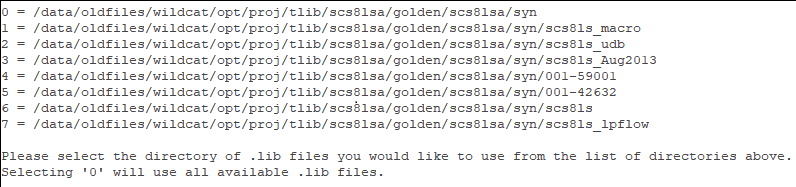 0 = /data/oldfiles/wildcat/opt/proj/tlib/scs8lsa/golden/scs8lsa/syn
1 = /data/oldfiles/wildcat/opt/proj/tlib/scs8lsa/golden/scs8lsa/syn/scs8ls_macro
2 = /data/oldfiles/wildcat/opt/proj/tlib/scs8lsa/golden/scs8lsa/syn/scs8ls_udb
3 = /data/oldfiles/wildcat/opt/proj/tlib/scs8lsa/golden/scs8lsa/syn/scs8ls_Aug2013
4 = /data/oldfiles/wildcat/opt/proj/tlib/scs8lsa/golden/scs8lsa/syn/001-59001
5 = /data/oldfiles/wildcat/opt/proj/tlib/scs8lsa/golden/scs8lsa/syn/001-42632
6 = /data/oldfiles/wildcat/opt/proj/tlib/scs8lsa/golden/scs8lsa/syn/scs8ls
7 = /data/oldfiles/wildcat/opt/proj/tlib/scs8lsa/golden/scs8lsa/syn/scs8ls_lpflow
Please select the directory of .lib files you would like to use from the list of directories above.
Selecting '0' will use all available .lib files.